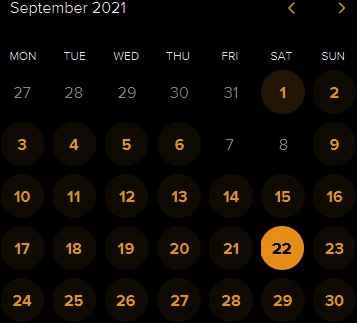 September 2021
MON TUE WED THU FRI SAT SUN
27 28 29 30 31 1 2
3 4 5 6 7 8 9
10 11 12 13 14 15 16
17 18 19 20 21 22 23
24 25 26 27 28 29 30